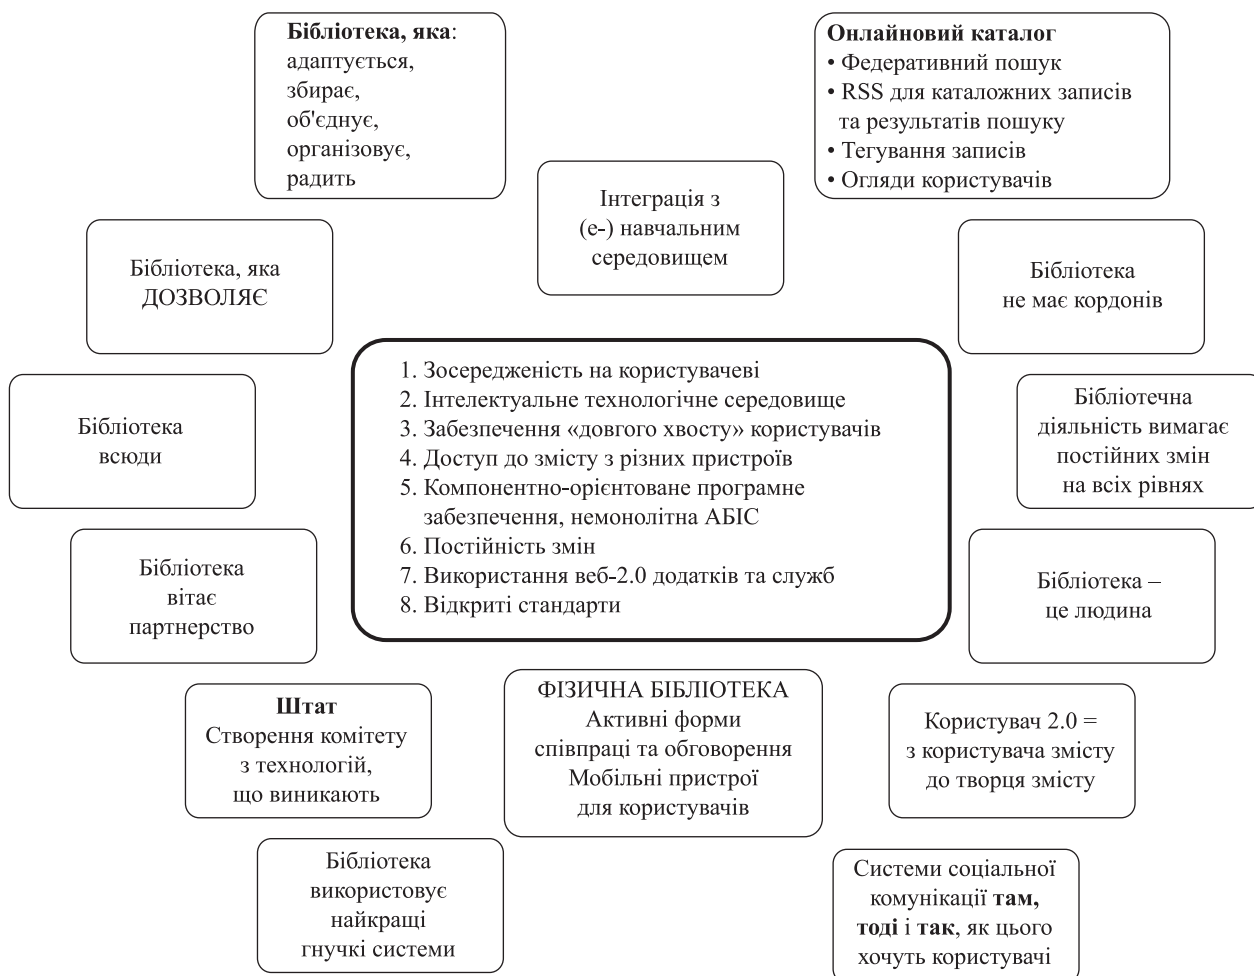 Бібліотека, яка:
адаптується,
збирає,
об'єднує,
організовує,
радить
Онлайновий каталог
• Федеративний пошук
• RSS для каталожних записів
та результатів пошуку
• Тегування записів
• Огляди користувачів
Інтеграція з
(е-) навчальним
середовищем
Бібліотека, яка
ДОЗВОЛЯЄ
Бібліотека
не має кордонів
1. Зосередженість на користувачеві
2. Інтелектуальне технологічне середовище
3. Забезпечення «довгого хвосту» користувачів
4. Доступ до змісту з різних пристроїв
5. Компонентно-орієнтоване програмне
забезпечення, немонолітна АБІС
6. Постійність змін
7. Використання веб-2.0 додатків та служб
8. Відкриті стандарти
Бібліотека
всюди
Бібліотечна
діяльність вимагає
постійних змін
на всіх рівнях
Бібліотека
вітає
партнерство
Бібліотека –
це людина
Штат
Створення комітету
з технологій,
що виникають
ФІЗИЧНА БІБЛІОТЕКА
Активні форми
співпраці та обговорення
Мобільні пристрої
для користувачів
Користувач 2.0 =
з користувача змісту
до творця змісту
Бібліотека
використовує
найкращі
гнучкі системи
Системи соціальної
комунікації там,
тоді і так, як цього
хочуть користувачі